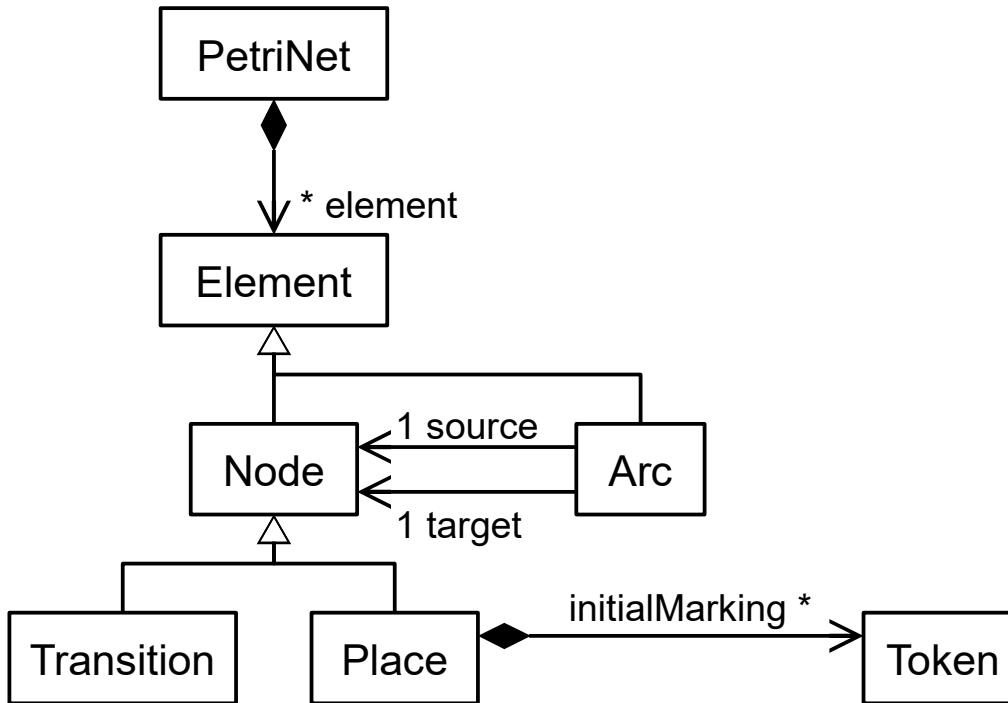 PetriNet
* element
Element
1 source
Node
Arc
1 target
initialMarking *
Transition
Place
Token